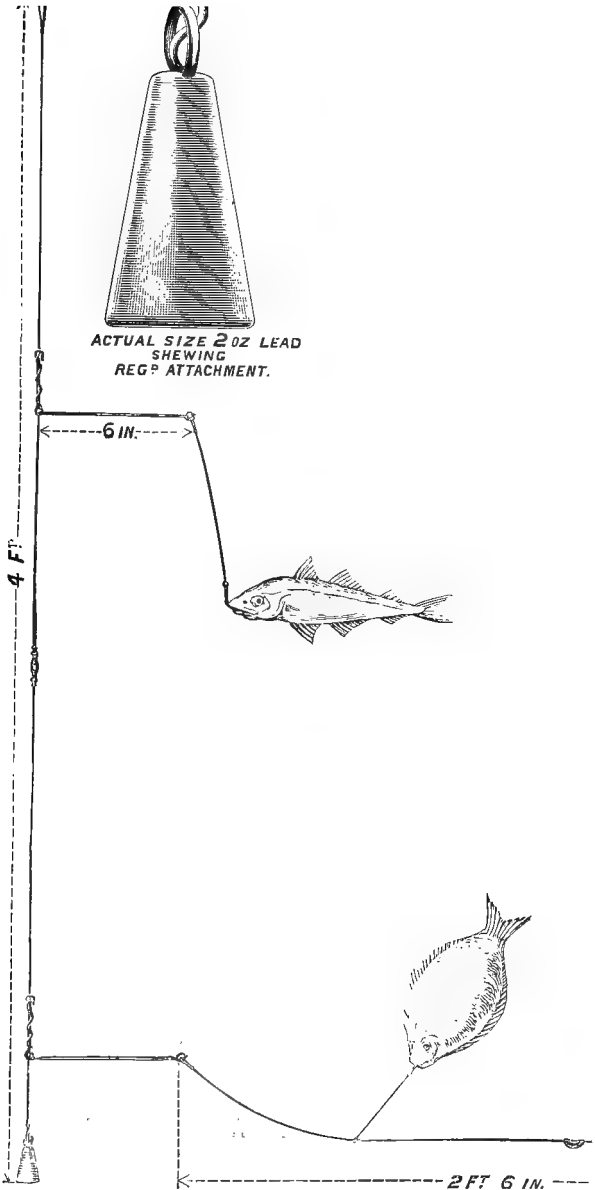 ACTUAL SIZE 2 OZ LEAD
SHEWING
REGD ATTACHMENT.
6 IN.
4 FT
2 FT 6 IN.